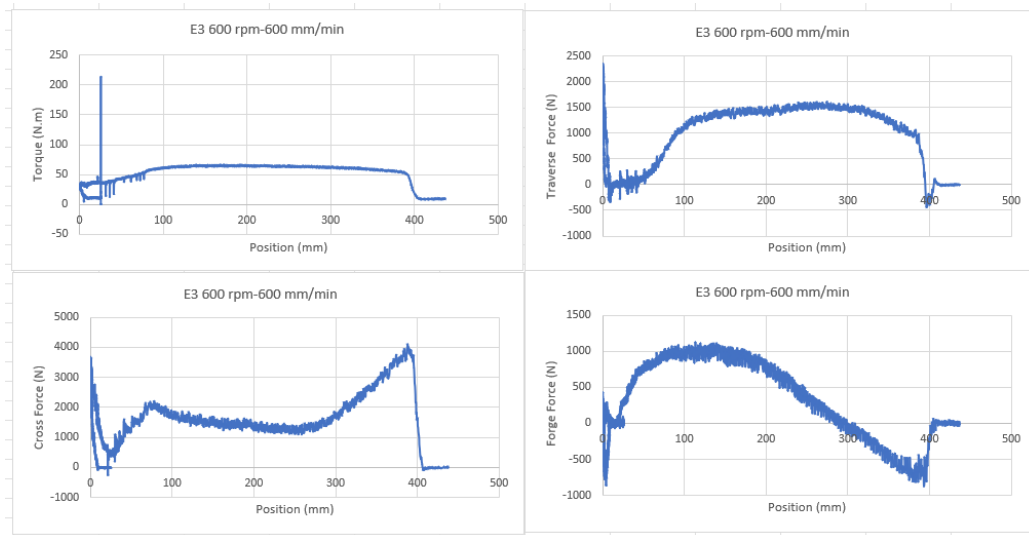 E3 600 rpm-600 mm/min
250
200
150
100
50
0
-50
Torque (N.m)
0 100 200 300 400 500
Position (mm)
E3 600 rpm-600 mm/min
2500
2000
1500
1000
500
0
-500
-1000
Traverse Force (N)
0 100 200 300 400 500
Position (mm)
E3 600 rpm-600 mm/min
5000
4000
3000
2000
1000
0
-1000
Cross Force (N)
0 100 200 300 400 500
Position (mm)
E3 600 rpm-600 mm/min
1500
1000
500
0
-500
-1000
Forge Force (N)
0 100 200 300 400 500
Position (mm)